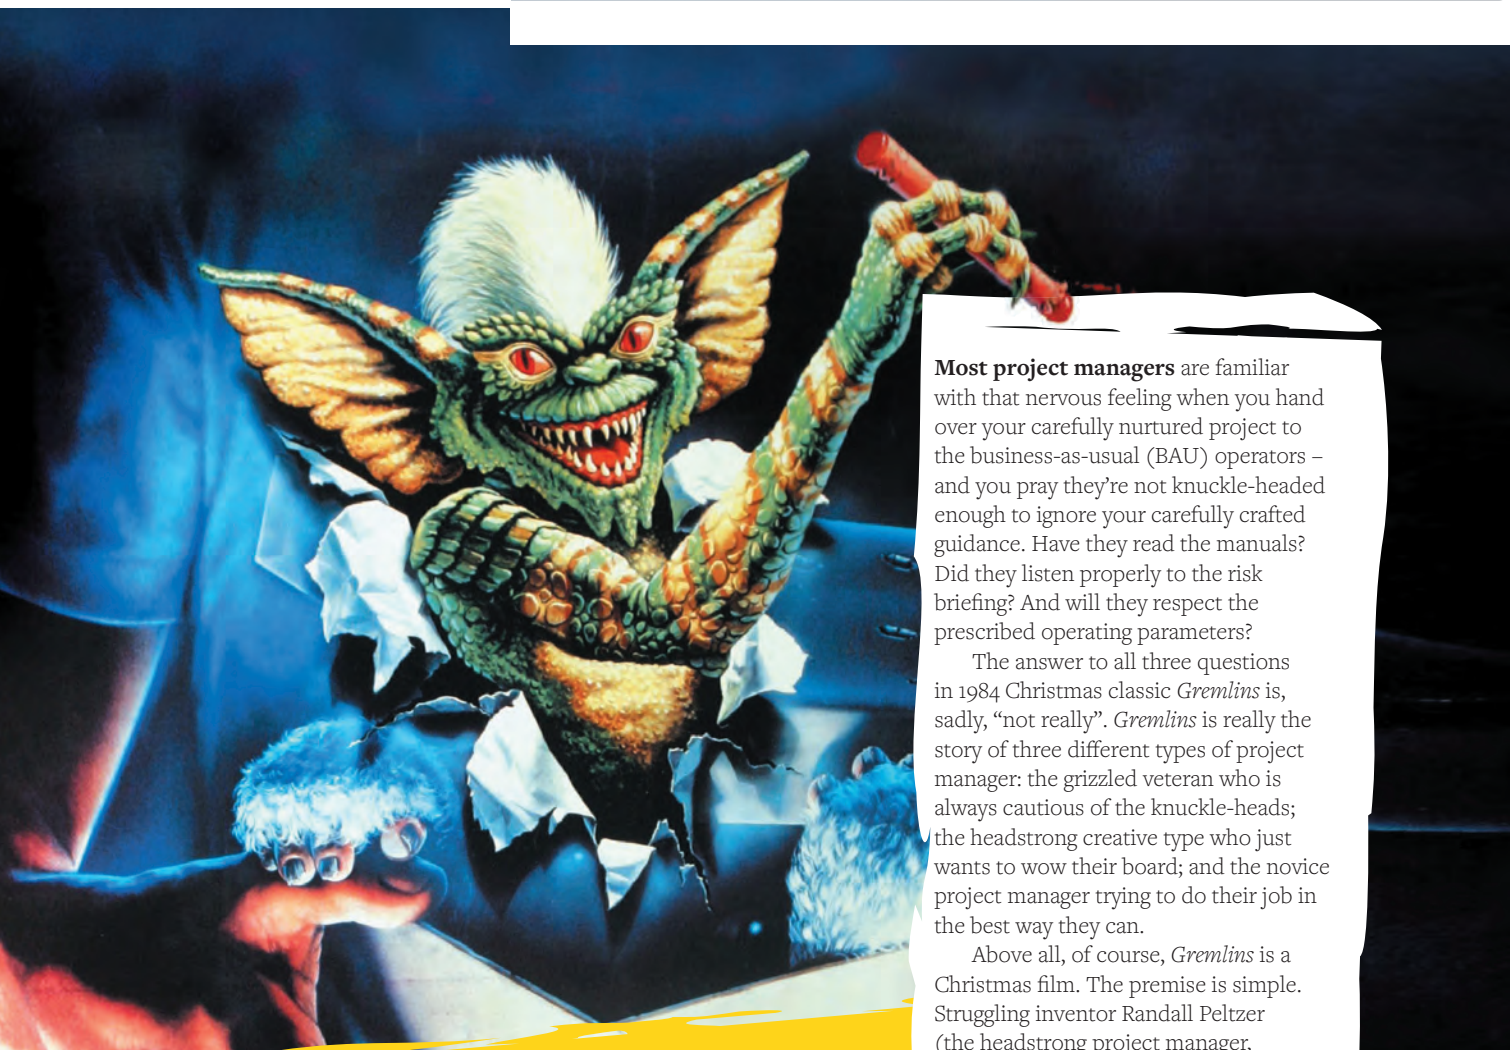 Most project managers are familiar
with that nervous feeling when you hand
over your carefully nurtured project to
the business-as-usual (BAU) operators –
and you pray they’re not knuckle-headed
enough to ignore your carefully crafted
guidance. Have they read the manuals?
Did they listen properly to the risk
briefing? And will they respect the
prescribed operating parameters?
The answer to all three questions
in 1984 Christmas classic Gremlins is,
sadly, “not really”. Gremlins is really the
story of three different types of project
manager: the grizzled veteran who is
always cautious of the knuckle-heads;
the headstrong creative type who just
wants to wow their board; and the novice
project manager trying to do their job in
the best way they can.
Above all, of course, Gremlins is a
Christmas film. The premise is simple.
Struggling inventor Randall Peltzer
(the headstrong project manager,